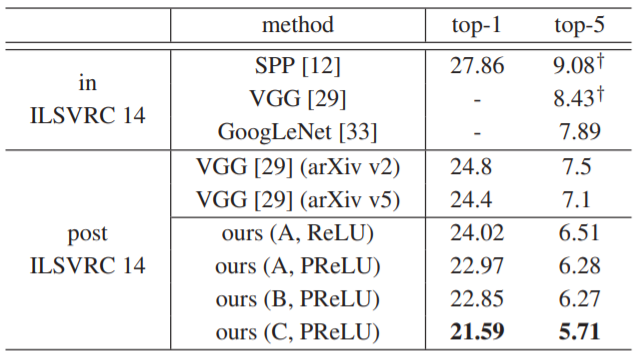 method top-1 top-5
in ILSVRC 14
SPP [12] 27.86 9.08†
VGG [29] - 8.43†
GoogLeNet [33] - 7.89
post ILSVRC 14
VGG [29] (arXiv v2) 24.8 7.5
VGG [29] (arXiv v5) 24.4 7.1
ours (A, ReLU) 24.02 6.51
ours (A, PReLU) 22.97 6.28
ours (B, PReLU) 22.85 6.27
ours (C, PReLU) 21.59 5.71